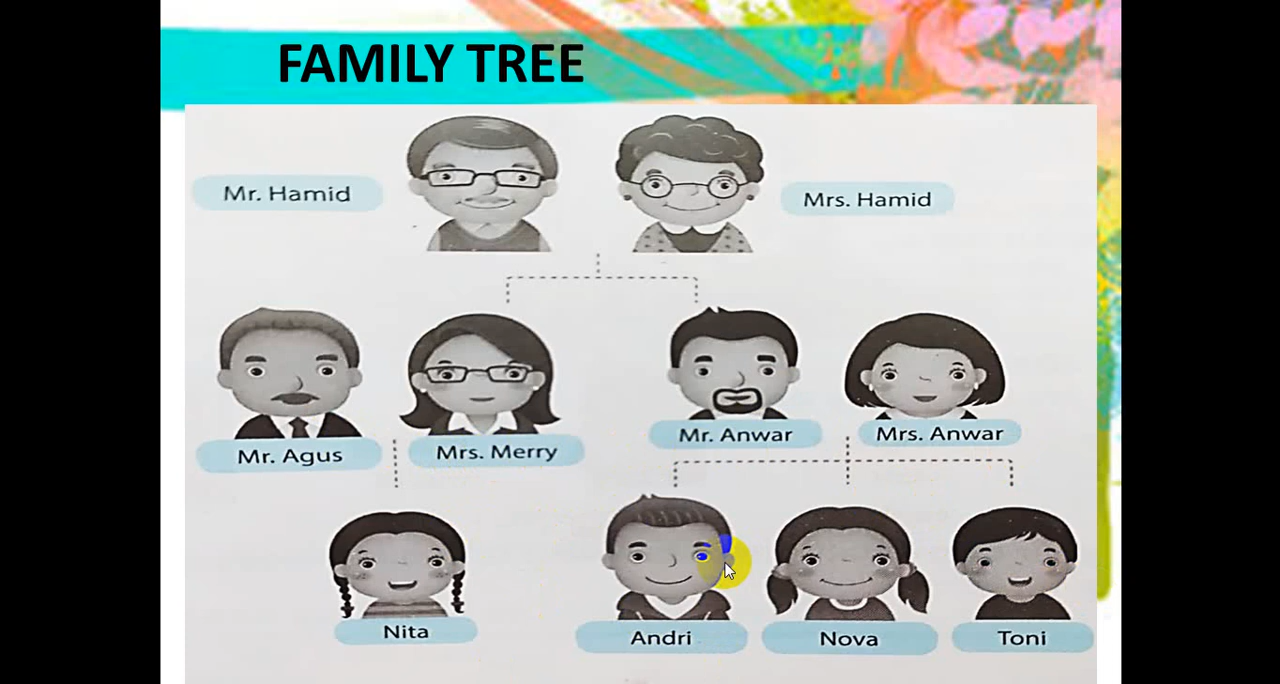 FAMILY TREE
Mr. Hamid
Mrs. Hamid
Mr. Agus
Mrs. Merry
Mr. Anwar
Mrs. Anwar
Nita
Andri
Nova
Toni